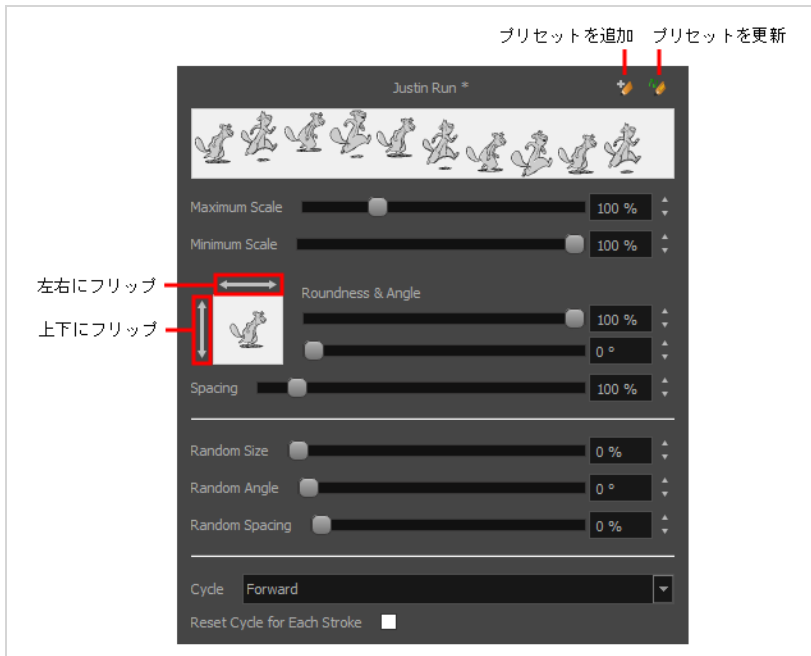 プリセットを追加 プリセットを更新
Justin Run *
Maximum Scale 100 %
Minimum Scale 100 %
左右にフリップ
Roundness & Angle
上下にフリップ
100 %
0 °
Spacing 100 %
Random Size 0 %
Random Angle 0 °
Random Spacing 0 %
Cycle Forward
Reset Cycle for Each Stroke